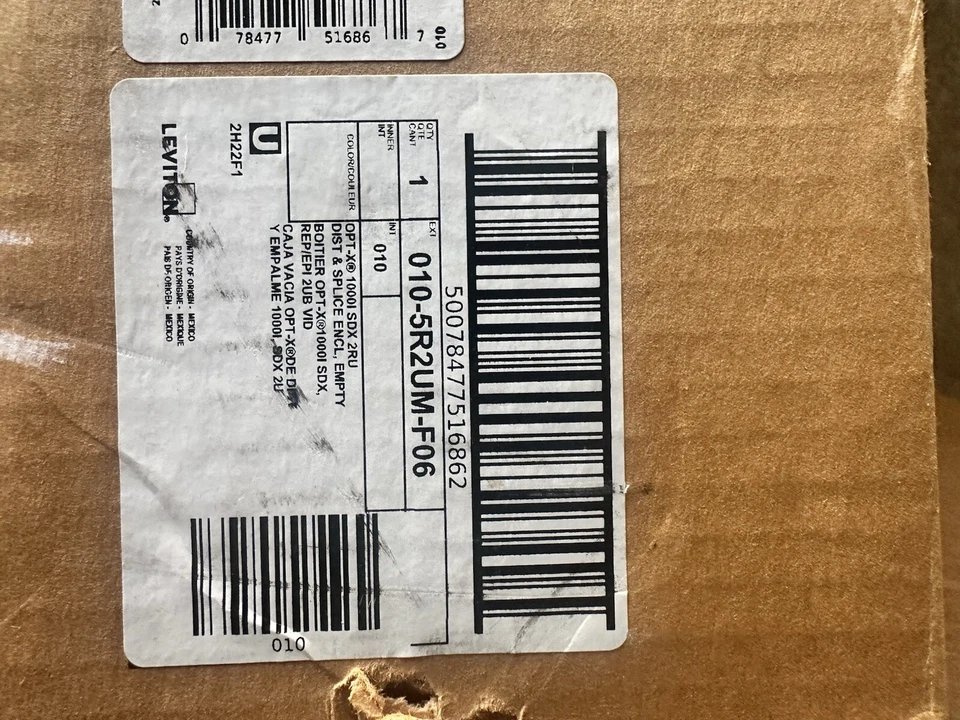 0 78477 51686 7
010
50078477516862
QTY
QTE
CANT
1
EXT
010-5R2UM-F06
INNER
INT
INT
010
COLOR/COULEUR
OPT-X® 1000I SDX 2RU
DIST & SPLICE ENCL, EMPTY
BOITIER OPT-X®1000I SDX,
REP/EPI 2UB VID
CAJA VACIA OPT-X®DE
Y EMPALME 1000I, SDX 2U
U
2H22F1
LEVITON®
COUNTRY OF ORIGIN - MEXICO
PAYS D'ORIGINE - MEXIQUE
PAIS DE ORIGEN - MEXICO
010